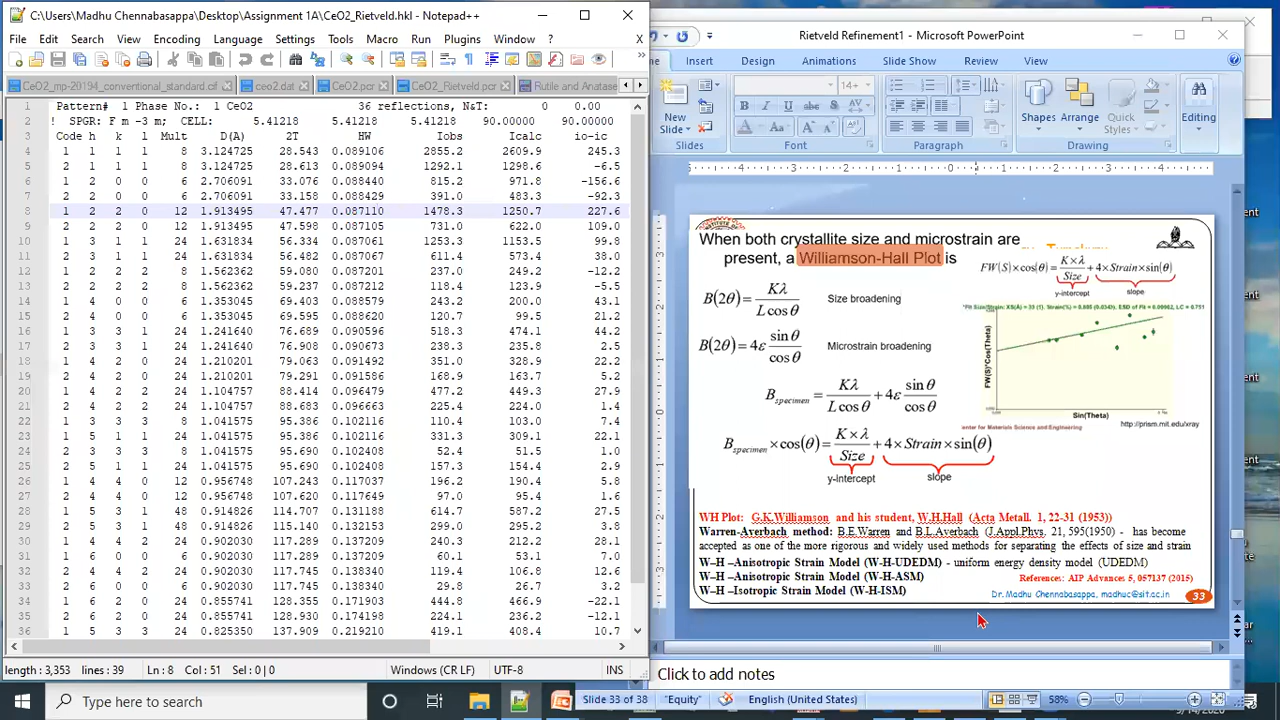 C:\Users\Madhu Chennabasappa\Desktop\Assignment 1A\CeO2_Rietveld.hkl - Notepad++
File Edit Search View Encoding Language Settings Tools Macro Run Plugins Window ? X
CeO2_mp-20194_symmetrized.cif ceo2.dat CeO2.pcr CeO2_Rietveld.pcr Rutile and Anatase
1 Pattern# 1 Phase No.: 1 CeO2 36 reflections, N&T: 0 0.00
! SPGR: F m -3 m; CELL: 5.41218 5.41218 5.41218 90.00000 90.00000
3 Code h k l Mult D(A) 2T HW Iobs Icalc io-ic
4 1 1 1 1 8 3.124725 28.543 0.089106 2855.2 2609.9 245.3
5 2 1 1 1 8 3.124725 28.613 0.089094 1292.1 1298.6 -6.5
6 1 2 0 0 6 2.706091 33.076 0.088440 815.2 971.8 -156.6
7 2 2 0 0 6 2.706091 33.158 0.088429 391.0 483.3 -92.3
8 1 2 2 0 12 1.913495 47.477 0.087110 1478.3 1250.7 227.6
9 2 2 2 0 12 1.913495 47.598 0.087105 731.0 622.0 109.0
10 1 3 1 1 24 1.631834 56.334 0.087061 1253.3 1153.5 99.8
11 2 3 1 1 24 1.631834 56.482 0.087067 611.4 573.4 38.0
12 1 2 2 2 8 1.562380 59.080 0.087201 237.0 249.2 -12.2
13 2 2 2 2 8 1.562380 59.237 0.087213 118.1 123.9 -5.9
14 1 4 0 0 6 1.353045 69.403 243.2 200.0 43.1
15 2 4 0 0 6 1.353045 120.7 99.5 21.2
16 1 3 3 1 24 1.241640 76.689 0.090596 518.3 474.1 44.2
17 2 3 3 1 24 1.241640 76.908 0.090673 238.3 235.8 2.5
18 1 4 2 0 24 1.210201 79.063 0.091493 351.0 328.9 22.2
19 2 4 2 0 24 1.210201 79.291 0.091586 168.9 163.7 5.2
20 1 4 2 2 24 1.104757 88.414 0.096479 477.2 449.3 27.9
21 2 4 2 2 24 1.104757 88.683 0.096663 225.4 224.0 1.4
22 1 3 3 3 8 1.041575 95.386 0.102118 110.4 103.0 7.4
23 1 5 1 1 24 1.041575 95.386 0.102118 331.3 309.1 22.1
24 2 3 3 3 8 1.041575 95.690 0.102408 52.4 51.5 1.0
25 2 5 1 1 24 1.041575 95.690 0.102408 157.3 154.4 2.9
26 1 4 4 0 12 0.956748 107.243 0.117037 196.2 190.4 5.8
27 2 4 4 0 12 0.956748 107.620 0.117643 97.0 95.4 1.6
28 1 5 3 1 48 0.914826 114.707 0.131188 614.7 587.2 27.5
29 2 5 3 1 48 0.914826 115.140 0.132153 299.0 295.2 3.8
30 1 6 0 0 6 0.902030 117.289 0.137209
31 1 4 4 2 24 0.902030 117.289 0.137209 240.3 212.3 28.1
32 2 6 0 0 6 0.902030 117.745 0.138340
33 2 4 4 2 24 0.902030 117.745 0.138340 119.4 106.8 12.6
34 1 6 2 0 24 0.855741 128.355 0.171903 444.8 466.9 -22.1
35 2 6 2 0 24 0.855741 128.930 0.174198 224.1 236.2 -12.1
36 1 5 3 3 24 0.825350 137.909 0.219210 419.1 408.4 10.7
length : 3,353 lines : 39 Ln : 8 Col : 51 Sel : 0 | 0 Windows (CR LF) UTF-8 INS
Rietveld Refinement1 - Microsoft PowerPoint
Insert Design Animations Slide Show Review View
New Slide
Slides
Font
Paragraph
Shapes Arrange Quick Styles
Drawing
Editing
When both crystallite size and microstrain are
present, a Williamson-Hall Plot is
FW(S)×cos(θ) = K×λ/Size + 4×Strain×sin(θ)
y-intercept slope
B(2θ) = Kλ / L cosθ Size broadening
B(2θ) = 4ε sinθ / cosθ Microstrain broadening
B specimen = Kλ / L cosθ + 4ε sinθ / cosθ
FW(S)*Cos(Theta)
Sin(Theta)
enter for Materials Science and Engineering
http://prism.mit.edu/xray
B specimen × cos(θ) = K×λ / Size + 4×Strain×sin(θ)
y-intercept slope
WH Plot: G.K.Williamson and his student, W.H.Hall (Acta Metall. 1, 22-31 (1953))
Warren-Averbach method: B.E.Warren and B.L.Averbach (J.Appl.Phys. 21, 595(1950) - has become
accepted as one of the more rigorous and widely used methods for separating the effects of size and strain
W–H –Anisotropic Strain Model (W-H-UDEDM) - uniform energy density model (UDEDM)
W–H –Anisotropic Strain Model (W-H-ASM)
References: AIP Advances 5, 057137 (2015)
W–H –Isotropic Strain Model (W-H-ISM)
Dr. Madhu Chennabasappa, madhuc@sit.ac.in 33
Click to add notes
Slide 33 of 38 "Equity" English (United States) 58%
Type here to search